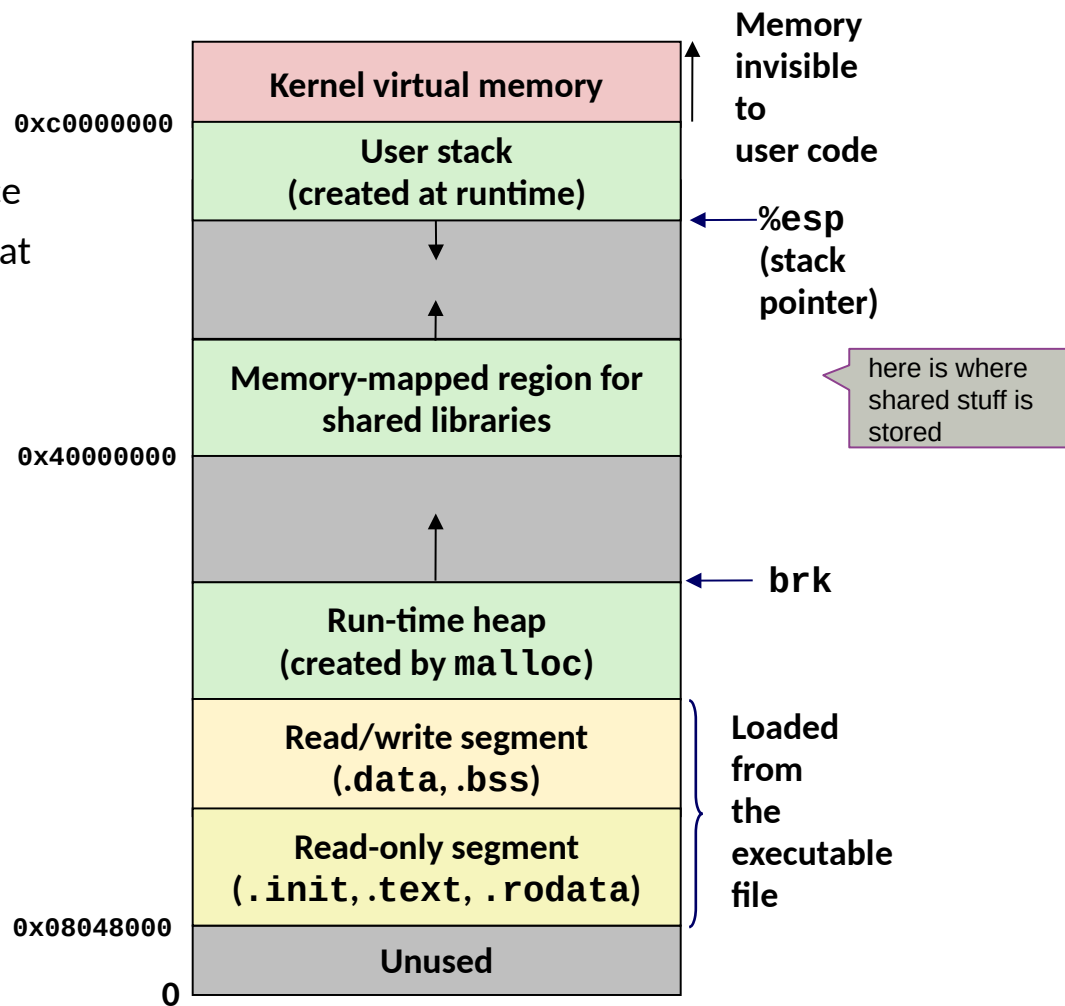 Memory
invisible
to
user code
Kernel virtual memory
0xc0000000
User stack
(created at runtime)
at
%esp
(stack
pointer)
Memory-mapped region for
shared libraries
here is where
shared stuff is
stored
0x40000000
brk
Run-time heap
(created by malloc)
Read/write segment
(.data, .bss)
Loaded
from
the
executable
file
Read-only segment
(.init, .text, .rodata)
0x08048000
Unused
0